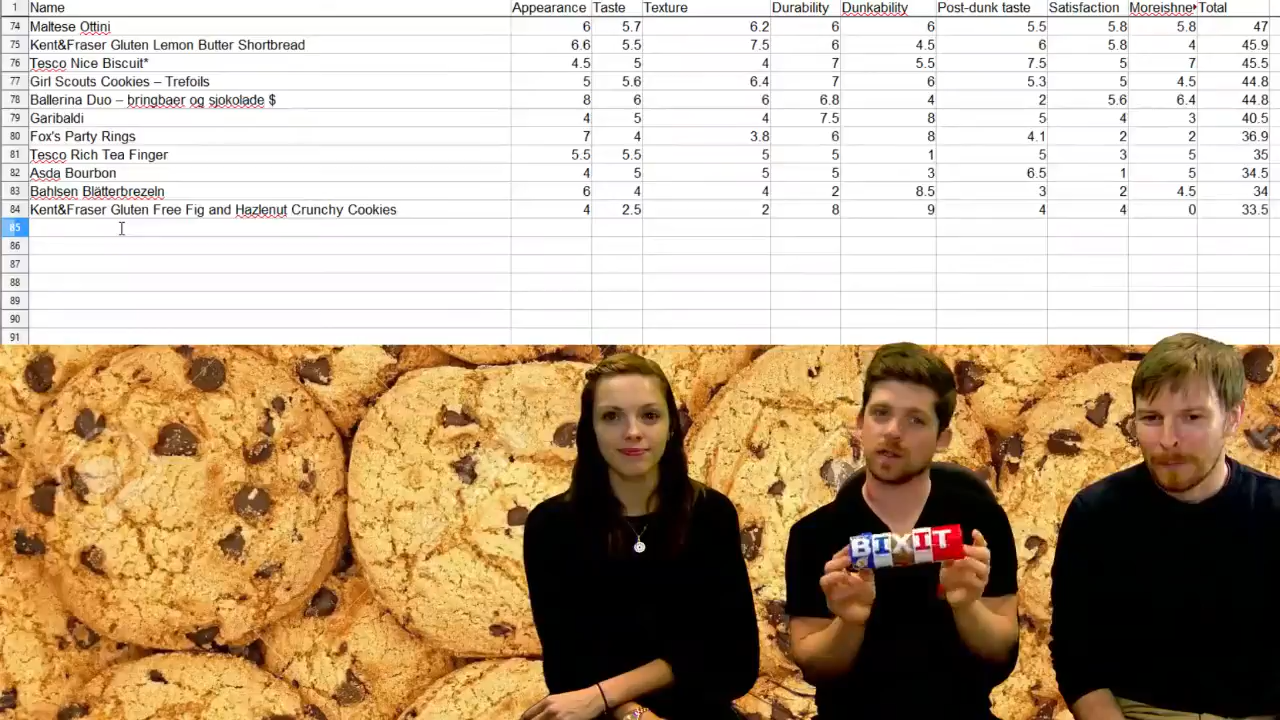 1 Name Appearance Taste Texture Durability Dunkability Post-dunk taste Satisfaction Moreishne Total
74 Maltese Ottini 6 5.7 6.2 6 6 5.5 5.8 5.8 47
75 Kent&Fraser Gluten Lemon Butter Shortbread 6.6 5.5 7.5 6 4.5 6 5.8 4 45.9
76 Tesco Nice Biscuit* 4.5 5 4 7 5.5 7.5 5 7 45.5
77 Girl Scouts Cookies – Trefoils 5 5.6 6.4 7 6 5.3 5 4.5 44.8
78 Ballerina Duo – bringbaer og sjokolade $ 8 6 6 6.8 4 2 5.6 6.4 44.8
79 Garibaldi 4 5 4 7.5 8 5 4 3 40.5
80 Fox's Party Rings 7 4 3.8 6 8 4.1 2 2 36.9
81 Tesco Rich Tea Finger 5.5 5.5 5 5 1 5 3 5 35
82 Asda Bourbon 4 5 5 5 3 6.5 1 5 34.5
83 Bahlsen Blätterbrezeln 6 4 4 2 8.5 3 2 4.5 34
84 Kent&Fraser Gluten Free Fig and Hazlenut Crunchy Cookies 4 2.5 2 8 9 4 4 0 33.5
85
86
87
88
89
90
91
BIXIT